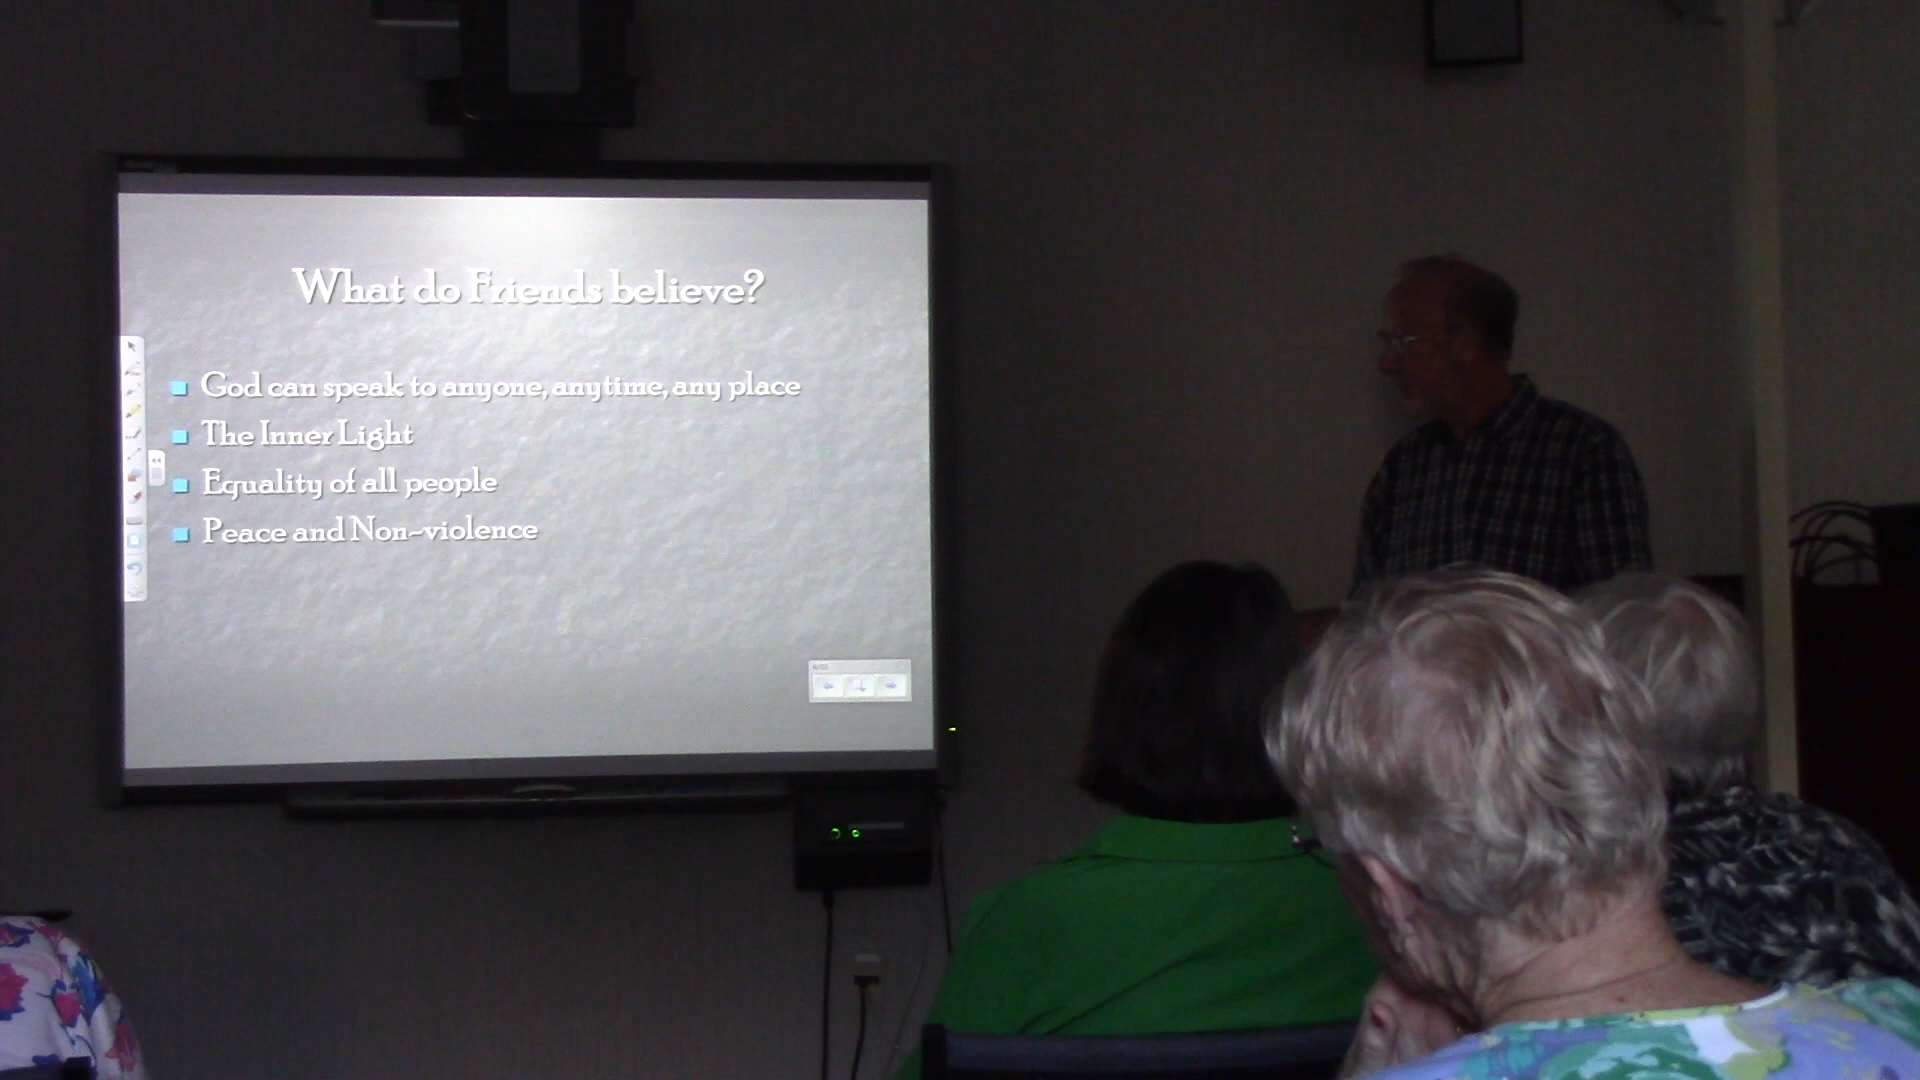 What do Friends believe?
God can speak to anyone, anytime, any place
The Inner Light
Equality of all people
Peace and Non-violence